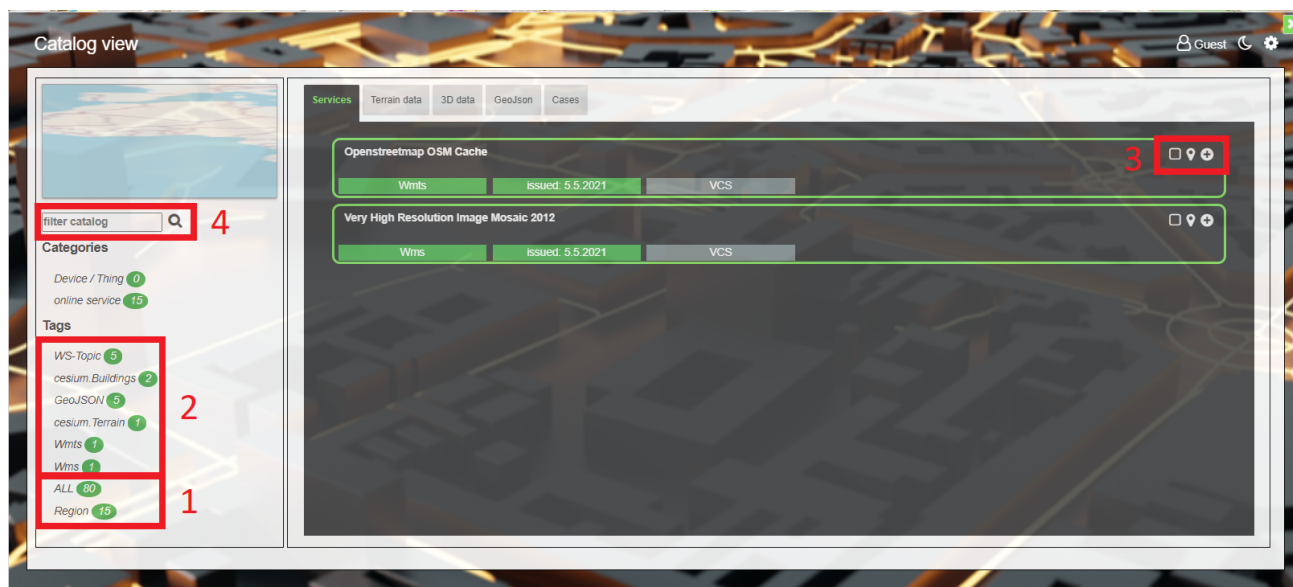 Catalog view
Guest
Services Terrain data 3D data GeoJson Cases
Openstreetmap OSM Cache
3
Wmts issued: 5.5.2021 VCS
filter catalog
4
Very High Resolution Image Mosaic 2012
Wms issued: 5.5.2021 VCS
Categories
Device / Thing 0
online service 15
Tags
WS-Topic 5
cesium.Buildings 2
GeoJSON 5
2
cesium.Terrain 1
Wmts 1
Wms 1
ALL 80
1
Region 15